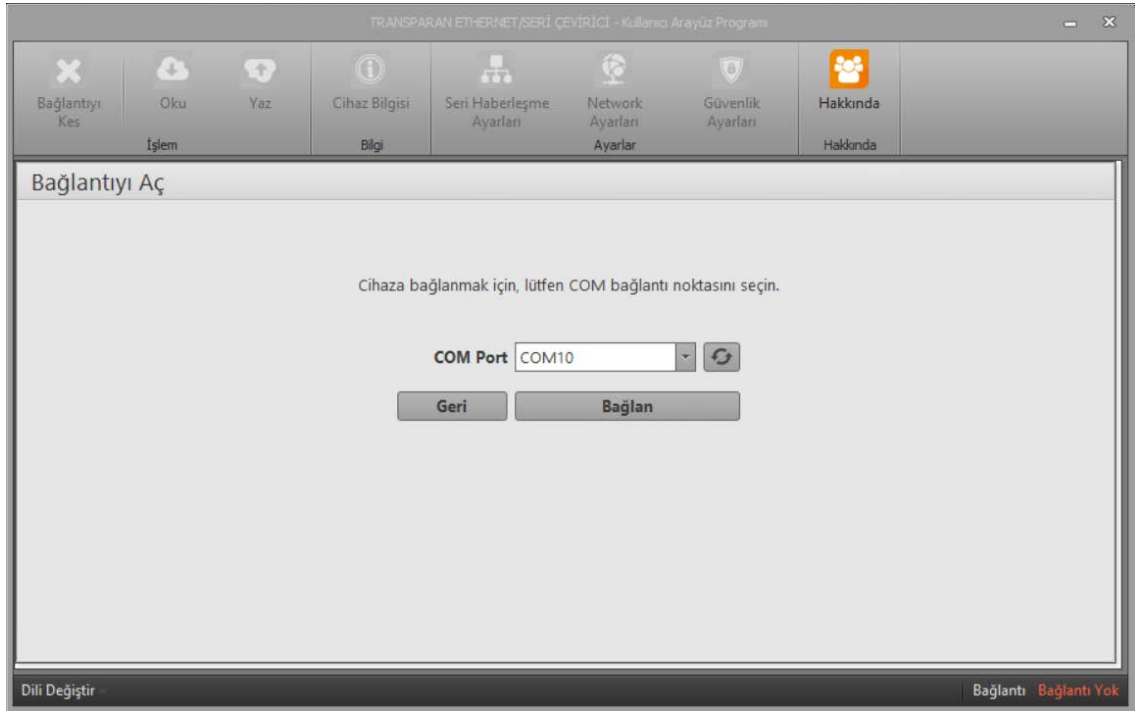 TRANSPARAN ETHERNET/SERİ ÇEVİRİCİ - Kullanıcı Arayüz Programı
Bağlantıyı Kes
Oku
Yaz
Cihaz Bilgisi
Seri Haberleşme Ayarları
Network Ayarları
Güvenlik Ayarları
Hakkında
İşlem
Bilgi
Ayarlar
Hakkında
Bağlantıyı Aç
Cihaza bağlanmak için, lütfen COM bağlantı noktasını seçin.
COM Port COM10
Geri
Bağlan
Dili Değiştir
Bağlantı Bağlantı Yok